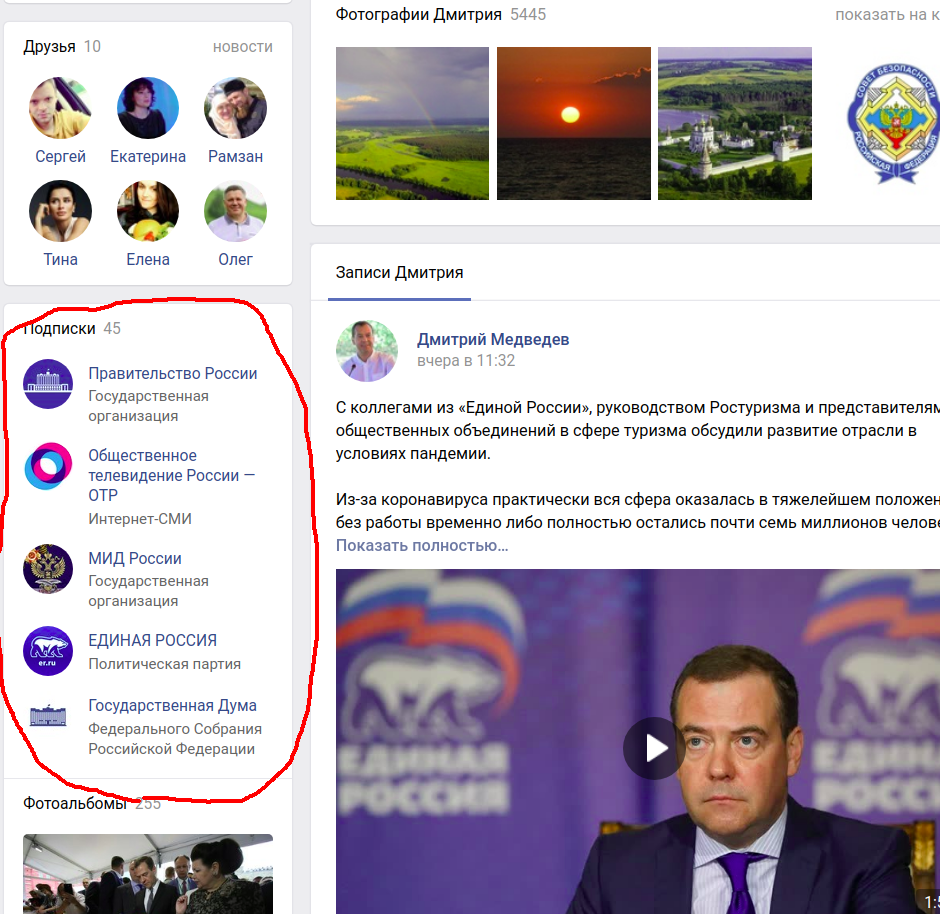 Друзья 10 новости
Сергей Екатерина Рамзан
Тина Елена Олег
Подписки 45
Правительство России
Государственная
организация
Общественное
телевидение России —
ОТР
Интернет-СМИ
МИД России
Государственная
организация
er.ru
ЕДИНАЯ РОССИЯ
Политическая партия
Государственная Дума
Федерального Собрания
Российской Федерации
Фотоальбомы 255
Фотографии Дмитрия 5445 показать на к
СОВЕТ БЕЗОПАСНОСТИ
РОССИЙСКАЯ ФЕДЕРАЦИЯ
Записи Дмитрия
Дмитрий Медведев
вчера в 11:32
С коллегами из «Единой России», руководством Ростуризма и представителям
общественных объединений в сфере туризма обсудили развитие отрасли в
условиях пандемии.
Из-за коронавируса практически вся сфера оказалась в тяжелейшем положен
без работы временно либо полностью остались почти семь миллионов челове
Показать полностью...
ЕДИНАЯ
РОССИЯ